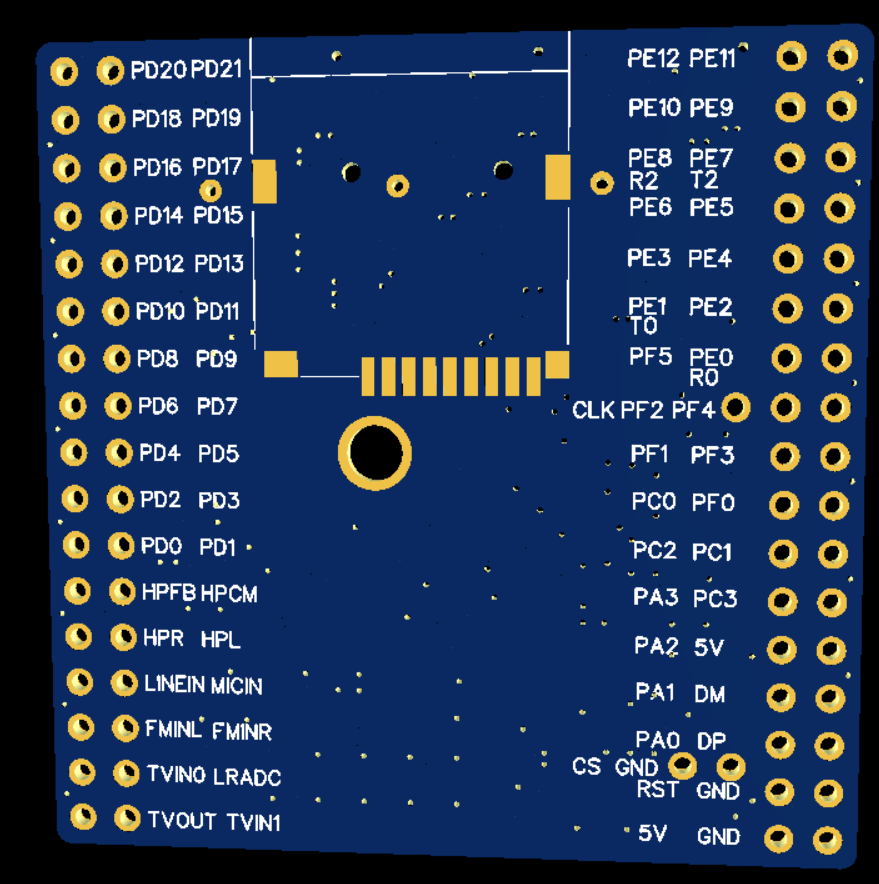 PD20 PD21
PD18 PD19
PD16 PD17
PD14 PD15
PD12 PD13
PD10 PD11
PD8 PD9
PD6 PD7
PD4 PD5
PD2 PD3
PD0 PD1
HPFB HPCM
HPR HPL
LINEIN MICIN
FMINL FMINR
TVIN0 LRADC
TVOUT TVIN1
PE12 PE11
PE10 PE9
PE8 PE7
R2 T2
PE6 PE5
PE3 PE4
PE1 PE2
T0
PF5 PE0
R0
CLK PF2 PF4
PF1 PF3
PC0 PF0
PC2 PC1
PA3 PC3
PA2 5V
PA1 DM
PA0 DP
CS GND
RST GND
5V GND